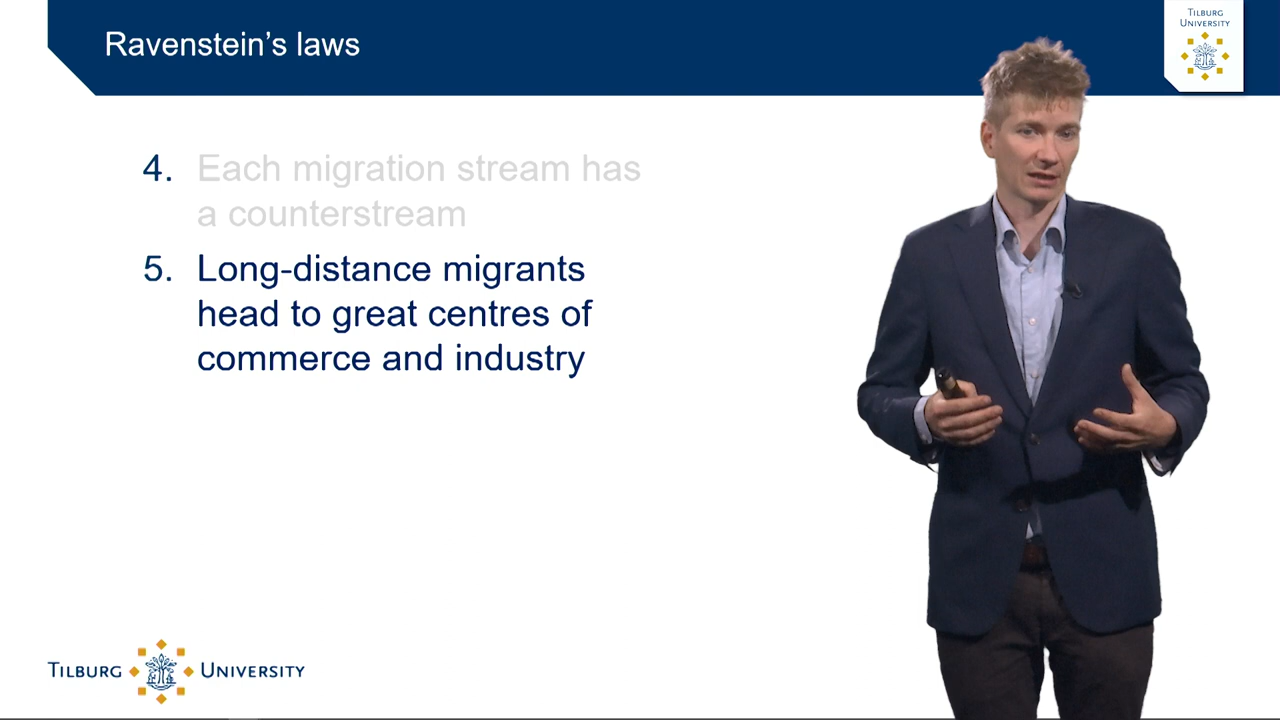 Ravenstein’s laws
TILBURG
UNIVERSITY
4. Each migration stream has
a counterstream
5. Long-distance migrants
head to great centres of
commerce and industry
TILBURG UNIVERSITY